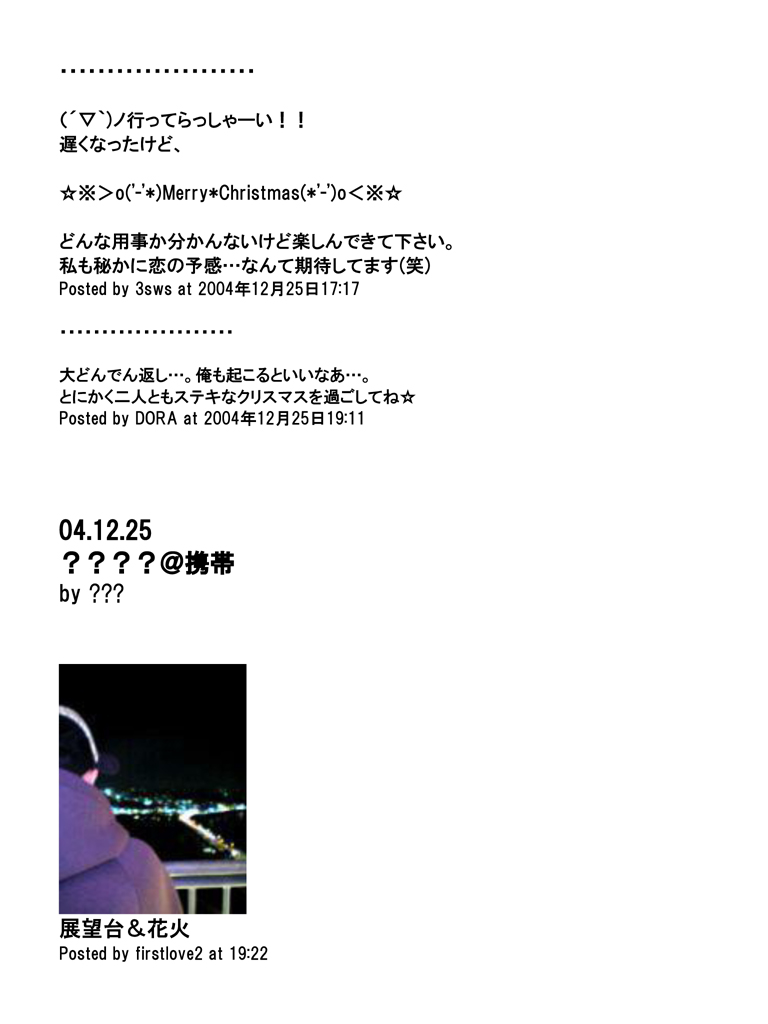 ・・・・・・・・・・・・・・・・・・・・・
(´▽`)ﾉ行ってらっしゃーい！！
遅くなったけど、
☆※＞o('-'*)Merry*Christmas(*'-')o＜※☆
どんな用事か分かんないけど楽しんできて下さい。
私も秘かに恋の予感…なんて期待してます(笑)
Posted by 3sws at 2004年12月25日17:17
・・・・・・・・・・・・・・・・・・・・・
大どんでん返し…。俺も起こるといいなあ…。
とにかく二人ともステキなクリスマスを過ごしてね☆
Posted by DORA at 2004年12月25日19:11
04.12.25
？？？？＠携帯
by ???
展望台＆花火
Posted by firstlove2 at 19:22